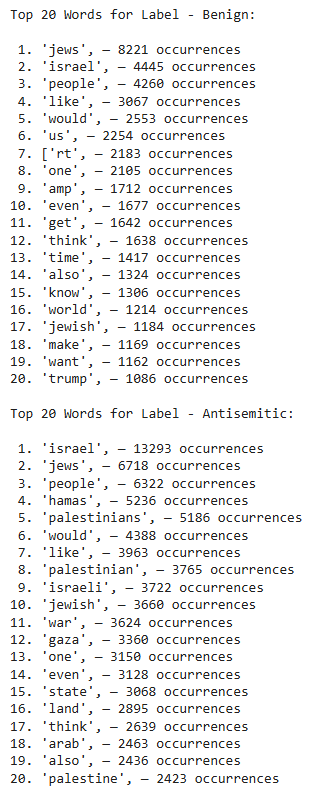 Top 20 Words for Label - Benign:
1. 'jews', — 8221 occurrences
2. 'israel', — 4445 occurrences
3. 'people', — 4260 occurrences
4. 'like', — 3067 occurrences
5. 'would', — 2553 occurrences
6. 'us', — 2254 occurrences
7. ['rt', — 2183 occurrences
8. 'one', — 2105 occurrences
9. 'amp', — 1712 occurrences
10. 'even', — 1677 occurrences
11. 'get', — 1642 occurrences
12. 'think', — 1638 occurrences
13. 'time', — 1417 occurrences
14. 'also', — 1324 occurrences
15. 'know', — 1306 occurrences
16. 'world', — 1214 occurrences
17. 'jewish', — 1184 occurrences
18. 'make', — 1169 occurrences
19. 'want', — 1162 occurrences
20. 'trump', — 1086 occurrences
Top 20 Words for Label - Antisemitic:
1. 'israel', — 13293 occurrences
2. 'jews', — 6718 occurrences
3. 'people', — 6322 occurrences
4. 'hamas', — 5236 occurrences
5. 'palestinians', — 5186 occurrences
6. 'would', — 4388 occurrences
7. 'like', — 3963 occurrences
8. 'palestinian', — 3765 occurrences
9. 'israeli', — 3722 occurrences
10. 'jewish', — 3660 occurrences
11. 'war', — 3624 occurrences
12. 'gaza', — 3360 occurrences
13. 'one', — 3150 occurrences
14. 'even', — 3128 occurrences
15. 'state', — 3068 occurrences
16. 'land', — 2895 occurrences
17. 'think', — 2639 occurrences
18. 'arab', — 2463 occurrences
19. 'also', — 2436 occurrences
20. 'palestine', — 2423 occurrences